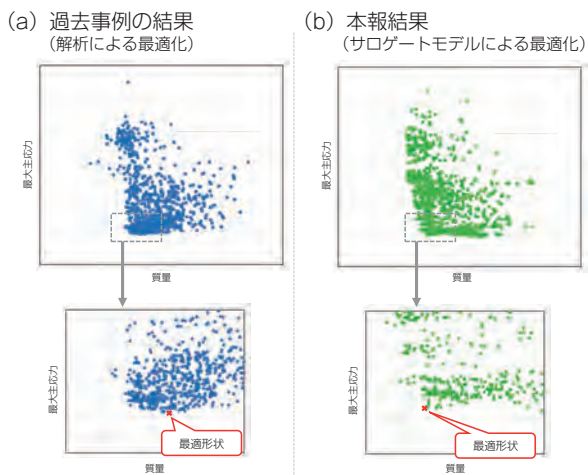 (a) 過去事例の結果
(解析による最適化)
最大主応力
質量
最大主応力
最適形状
質量
(b) 本報結果
(サロゲートモデルによる最適化)
最大主応力
質量
最大主応力
最適形状
質量